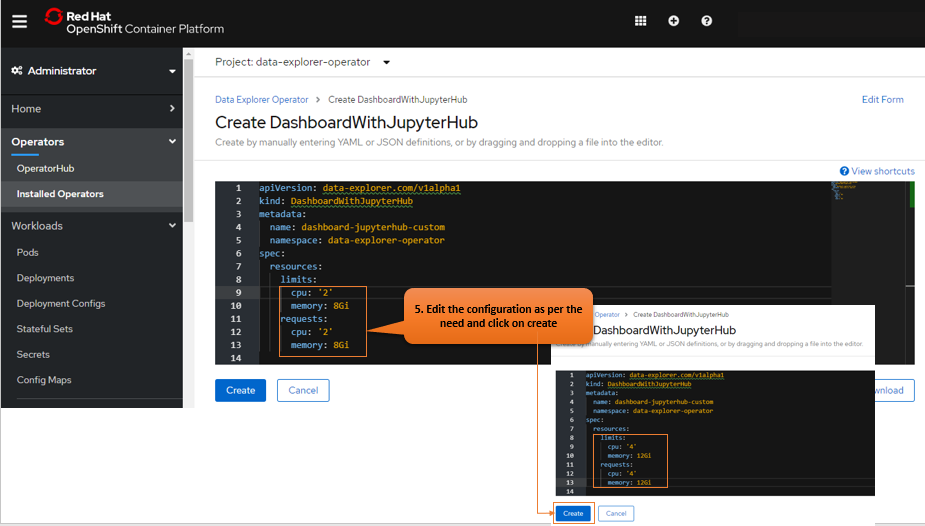 Red Hat
OpenShift Container Platform
Administrator
Home
Operators
OperatorHub
Installed Operators
Workloads
Pods
Deployments
Deployment Configs
Stateful Sets
Secrets
Config Maps
Project: data-explorer-operator
Data Explorer Operator > Create DashboardWithJupyterHub
Edit Form
Create DashboardWithJupyterHub
Create by manually entering YAML or JSON definitions, or by dragging and dropping a file into the editor.
View shortcuts
1 apiVersion: data-explorer.com/v1alpha1
2 kind: DashboardWithJupyterHub
3 metadata:
4 name: dashboard-jupyterhub-custom
5 namespace: data-explorer-operator
6 spec:
7 resources:
8 limits:
9 cpu: '2'
10 memory: 8Gi
11 requests:
12 cpu: '2'
13 memory: 8Gi
14
5. Edit the configuration as per the
need and click on create
Create
Cancel
wnload
Operator > Create DashboardWithJupyterHub
DashboardWithJupyterHub
Create by manually entering YAML or JSON definitions, or by dragging and dropping a file into the editor.
1 apiVersion: data-explorer.com/v1alpha1
2 kind: DashboardWithJupyterHub
3 metadata:
4 name: dashboard-jupyterhub-custom
5 namespace: data-explorer-operator
6 spec:
7 resources:
8 limits:
9 cpu: '4'
10 memory: 12Gi
11 requests:
12 cpu: '4'
13 memory: 12Gi
14
Create
Cancel